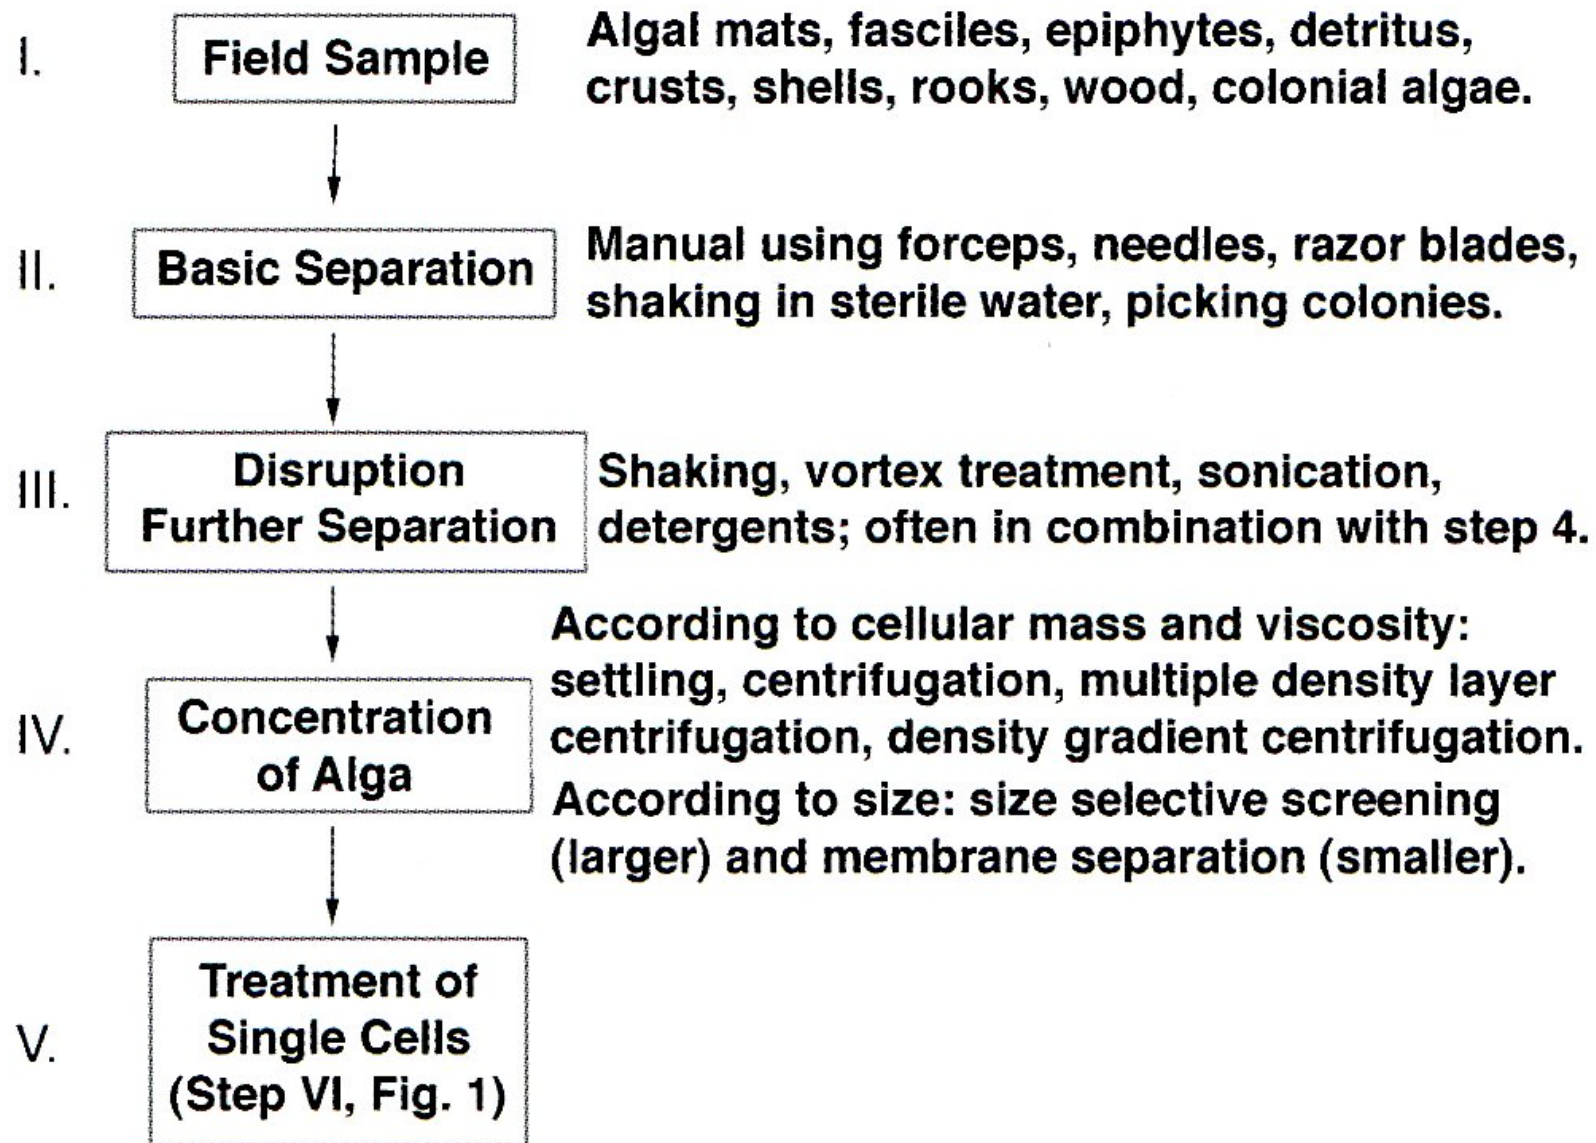 I.
Field Sample
Algal mats, fasciles, epiphytes, detritus,
crusts, shells, rooks, wood, colonial algae.
II.
Basic Separation
Manual using forceps, needles, razor blades,
shaking in sterile water, picking colonies.
III.
Disruption
Further Separation
Shaking, vortex treatment, sonication,
detergents; often in combination with step 4.
IV.
Concentration
of Alga
According to cellular mass and viscosity:
settling, centrifugation, multiple density layer
centrifugation, density gradient centrifugation.
According to size: size selective screening
(larger) and membrane separation (smaller).
V.
Treatment of
Single Cells
(Step VI, Fig. 1)